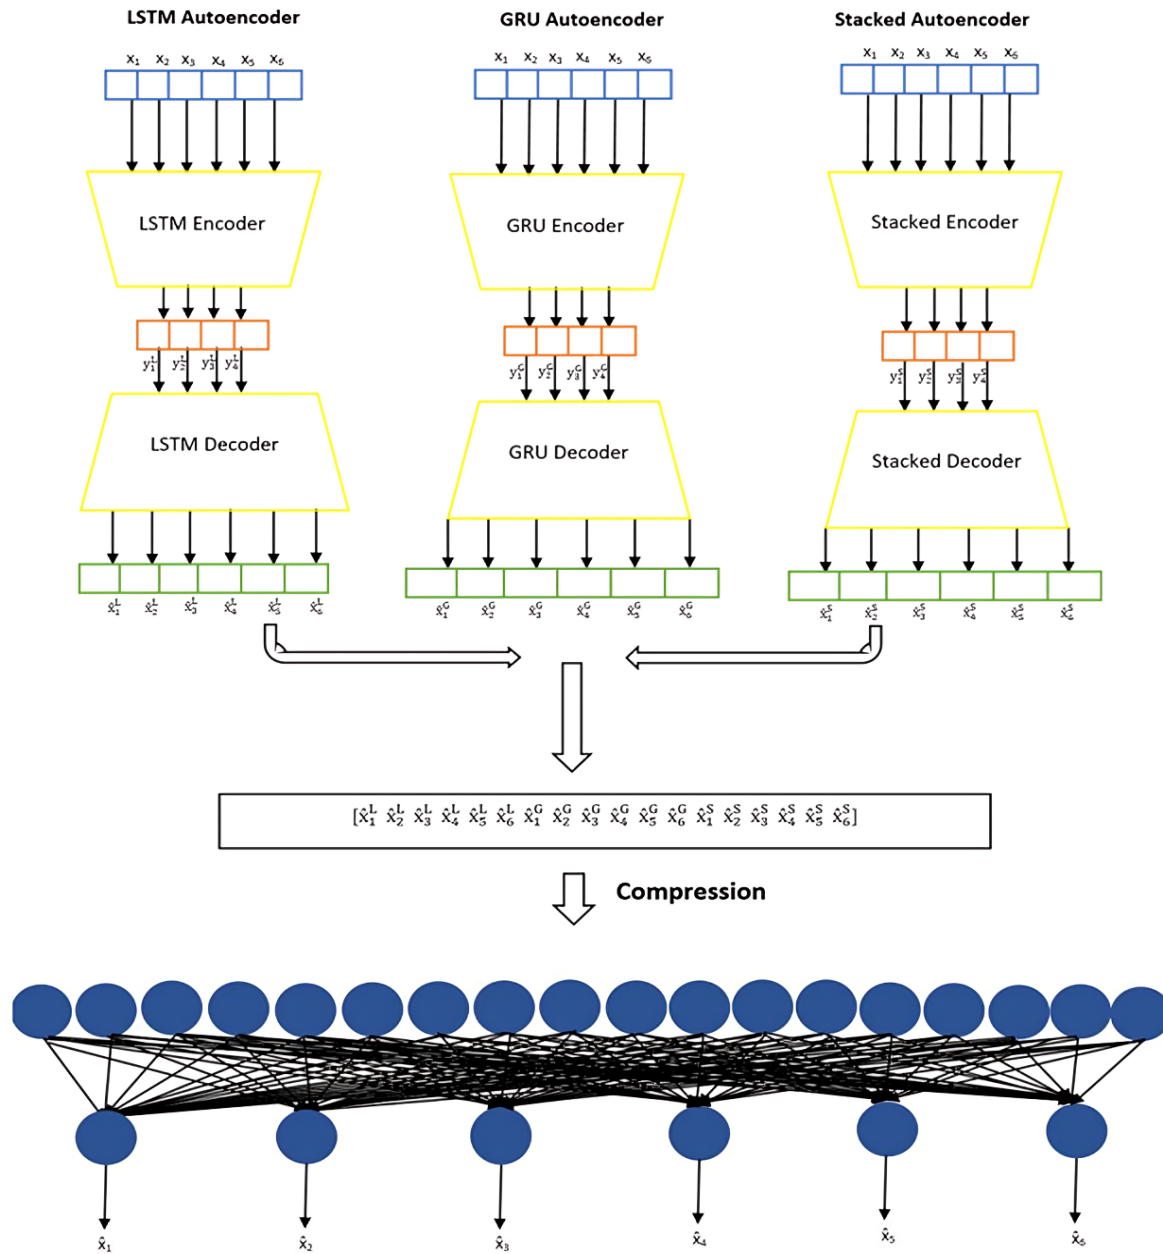 LSTM Autoencoder GRU Autoencoder Stacked Autoencoder
x₁ x₂ x₃ x₄ x₅ x₆ x₁ x₂ x₃ x₄ x₅ x₆ x₁ x₂ x₃ x₄ x₅ x₆
LSTM Encoder GRU Encoder Stacked Encoder
y₁ᴸ y₂ᴸ y₃ᴸ y₄ᴸ y₁ᴳ y₂ᴳ y₃ᴳ y₄ᴳ y₁ˢ y₂ˢ y₃ˢ y₄ˢ
LSTM Decoder GRU Decoder Stacked Decoder
x̂₁ᴸ x̂₂ᴸ x̂₃ᴸ x̂₄ᴸ x̂₅ᴸ x̂₆ᴸ x̂₁ᴳ x̂₂ᴳ x̂₃ᴳ x̂₄ᴳ x̂₅ᴳ x̂₆ᴳ x̂₁ˢ x̂₂ˢ x̂₃ˢ x̂₄ˢ x̂₅ˢ x̂₆ˢ
[x̂₁ᴸ x̂₂ᴸ x̂₃ᴸ x̂₄ᴸ x̂₅ᴸ x̂₆ᴸ x̂₁ᴳ x̂₂ᴳ x̂₃ᴳ x̂₄ᴳ x̂₅ᴳ x̂₆ᴳ x̂₁ˢ x̂₂ˢ x̂₃ˢ x̂₄ˢ x̂₅ˢ x̂₆ˢ]
Compression
x̂₁ x̂₂ x̂₃ x̂₄ x̂₅ x̂₆